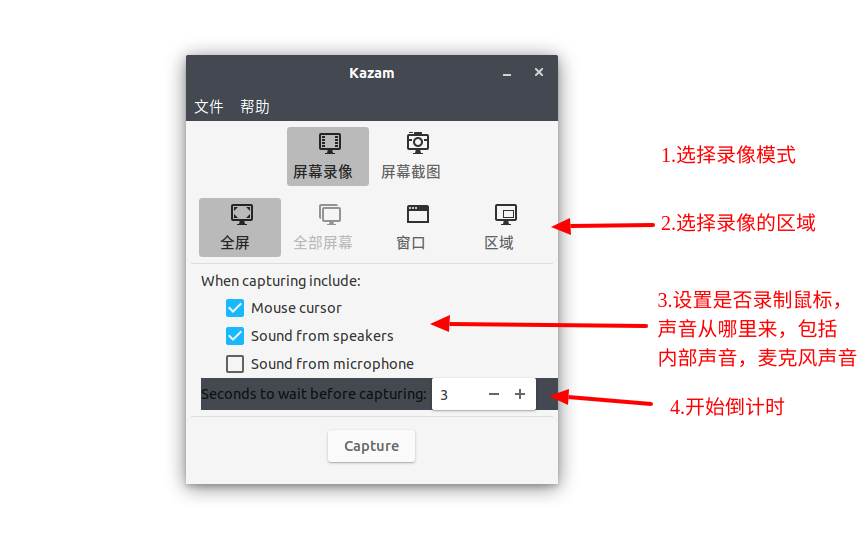 Kazam
文件 帮助
屏幕录像 屏幕截图
1.选择录像模式
全屏 全部屏幕 窗口 区域
2.选择录像的区域
When capturing include:
Mouse cursor
Sound from speakers
Sound from microphone
3.设置是否录制鼠标，
声音从哪里来，包括
内部声音，麦克风声音
Seconds to wait before capturing: 3
4.开始倒计时
Capture